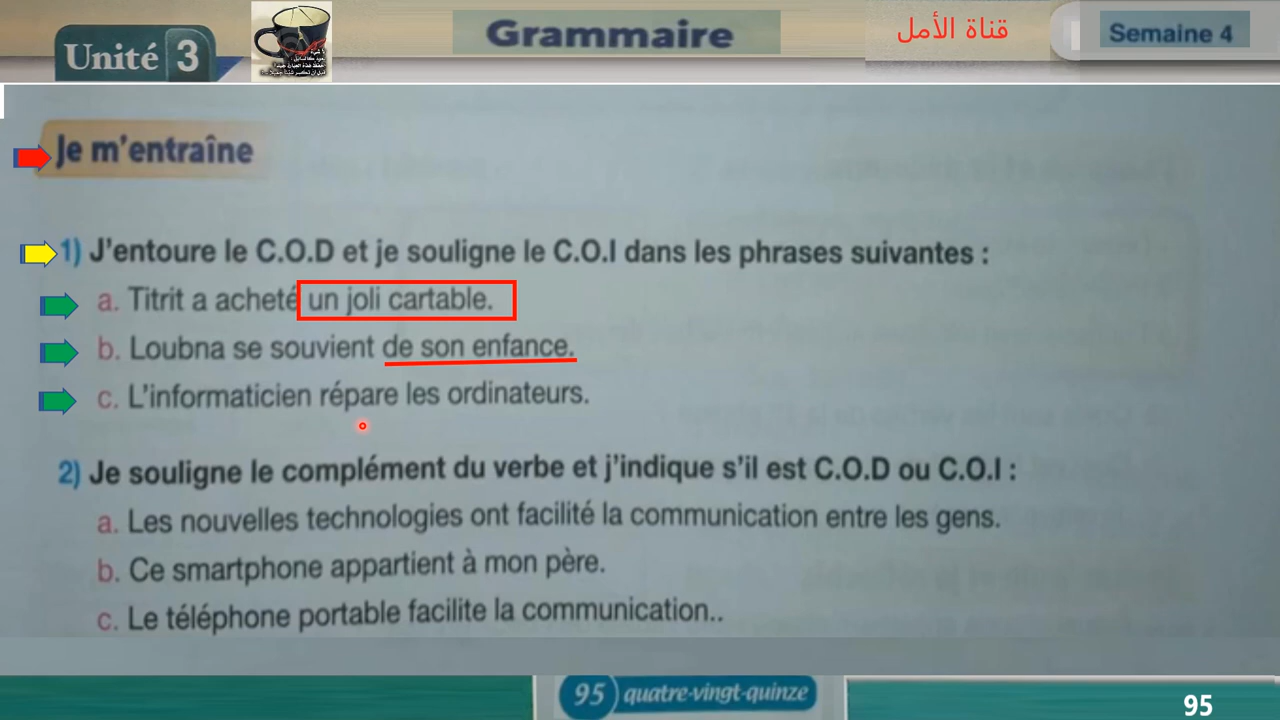 Unité 3
Grammaire
قناة الأمل
Semaine 4
Je m'entraîne
1) J'entoure le C.O.D et je souligne le C.O.I dans les phrases suivantes :
a. Titrit a acheté un joli cartable.
b. Loubna se souvient de son enfance.
c. L'informaticien répare les ordinateurs.
2) Je souligne le complément du verbe et j'indique s'il est C.O.D ou C.O.I :
a. Les nouvelles technologies ont facilité la communication entre les gens.
b. Ce smartphone appartient à mon père.
c. Le téléphone portable facilite la communication..
95 quatre-vingt-quinze
95